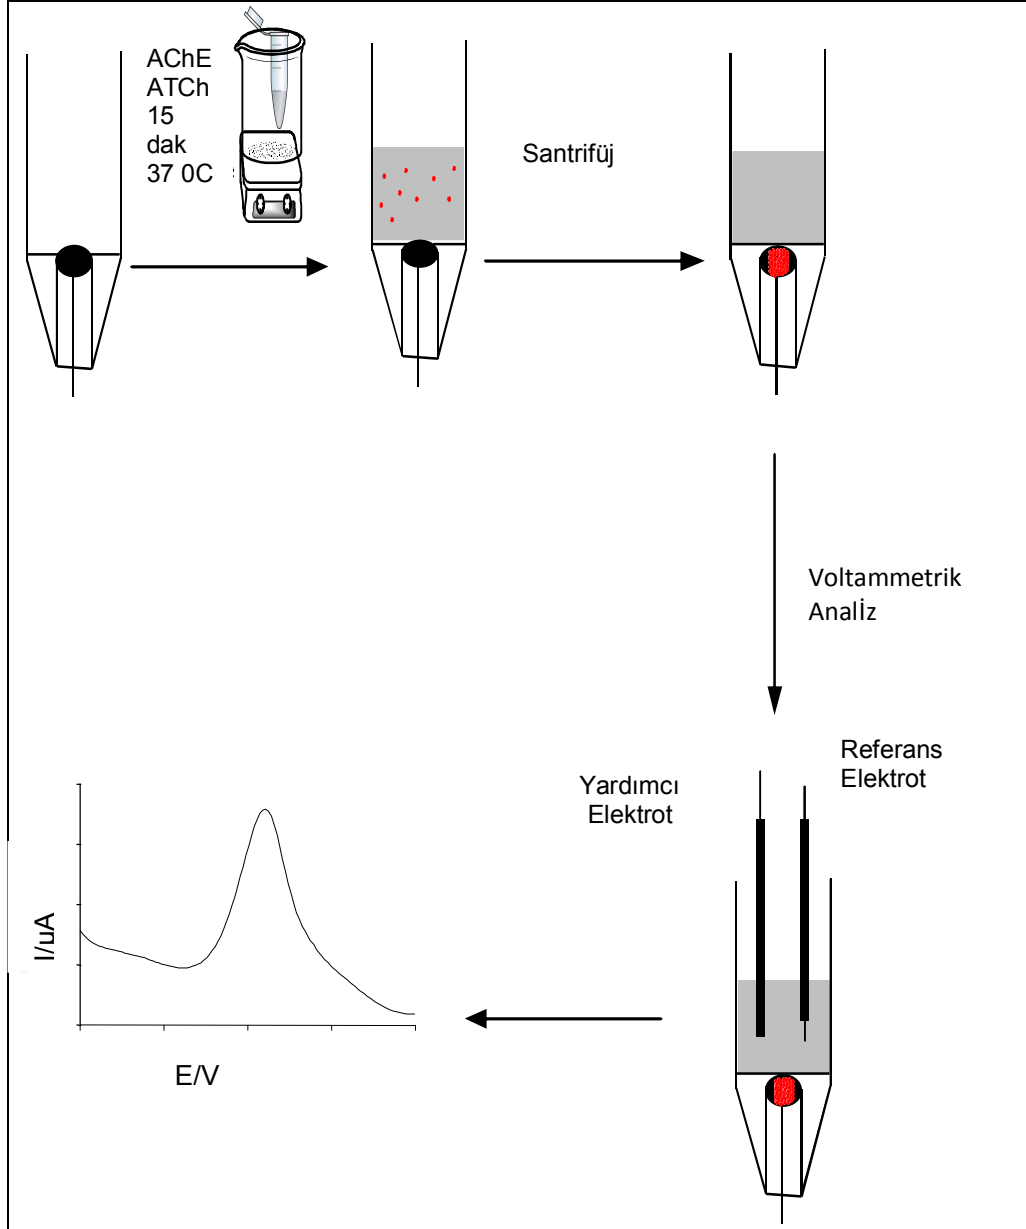 AChE
ATCh
15
dak
37 0C
Santrifüj
Voltammetrik
Analİz
Referans
Elektrot
Yardımcı
Elektrot
I/uA
E/V